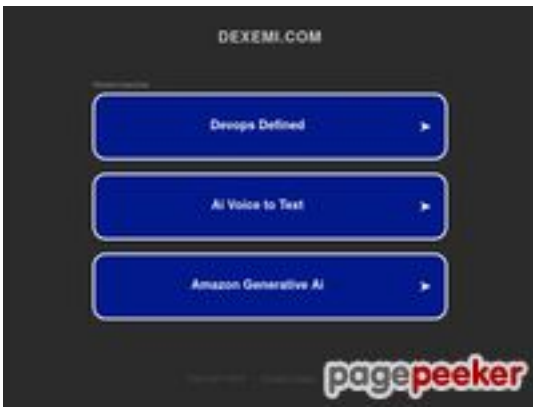 DEXEMI.COM
Devops Defined
Ai Voice to Text
Amazon Generative Ai
pagepeeker